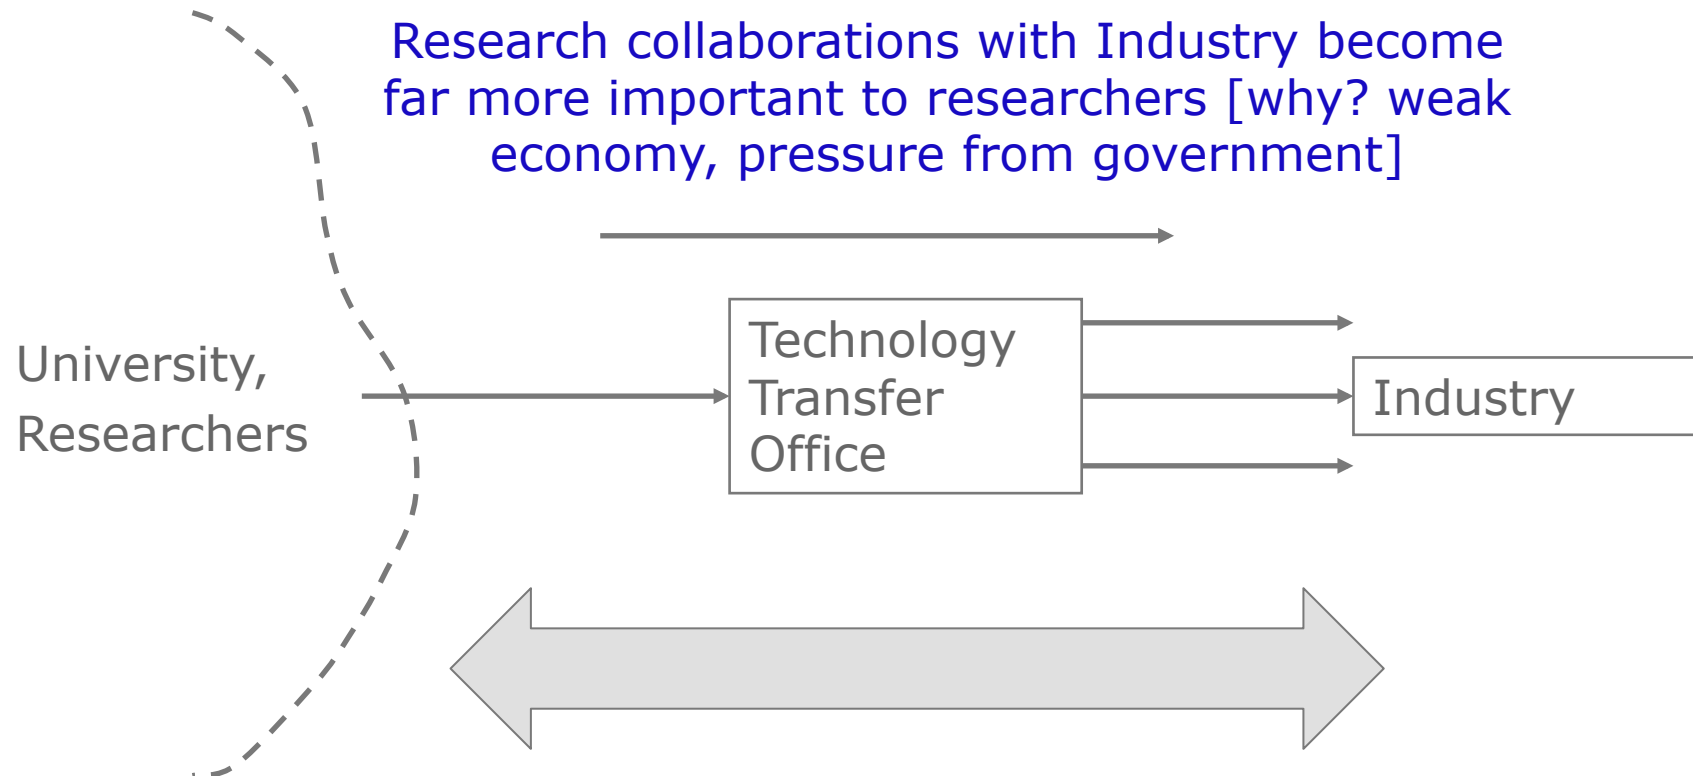 Research collaborations with Industry become
far more important to researchers [why? weak
economy, pressure from government]
University,
Researchers
Technology
Transfer
Office
Industry